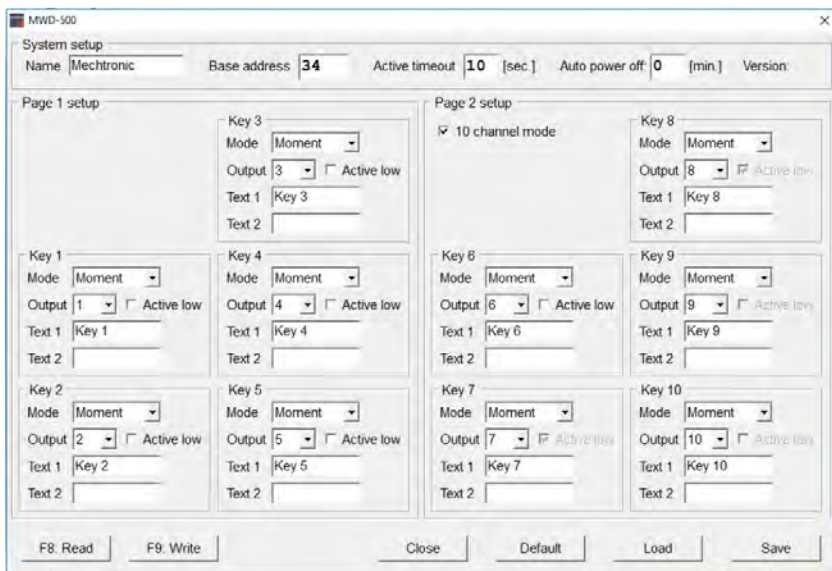 MWD-500
System setup
Name Mechtronic Base address 34 Active timeout 10 [sec.] Auto power off: 0 [min.] Version:
Page 1 setup
Key 3
Mode Moment
Output 3 Active low
Text 1 Key 3
Text 2
Key 1
Mode Moment
Output 1 Active low
Text 1 Key 1
Text 2
Key 4
Mode Moment
Output 4 Active low
Text 1 Key 4
Text 2
Key 2
Mode Moment
Output 2 Active low
Text 1 Key 2
Text 2
Key 5
Mode Moment
Output 5 Active low
Text 1 Key 5
Text 2
Page 2 setup
10 channel mode
Key 8
Mode Moment
Output 8 Active low
Text 1 Key 8
Text 2
Key 6
Mode Moment
Output 6 Active low
Text 1 Key 6
Text 2
Key 9
Mode Moment
Output 9 Active low
Text 1 Key 9
Text 2
Key 7
Mode Moment
Output 7 Active low
Text 1 Key 7
Text 2
Key 10
Mode Moment
Output 10 Active low
Text 1 Key 10
Text 2
F8: Read F9: Write Close Default Load Save